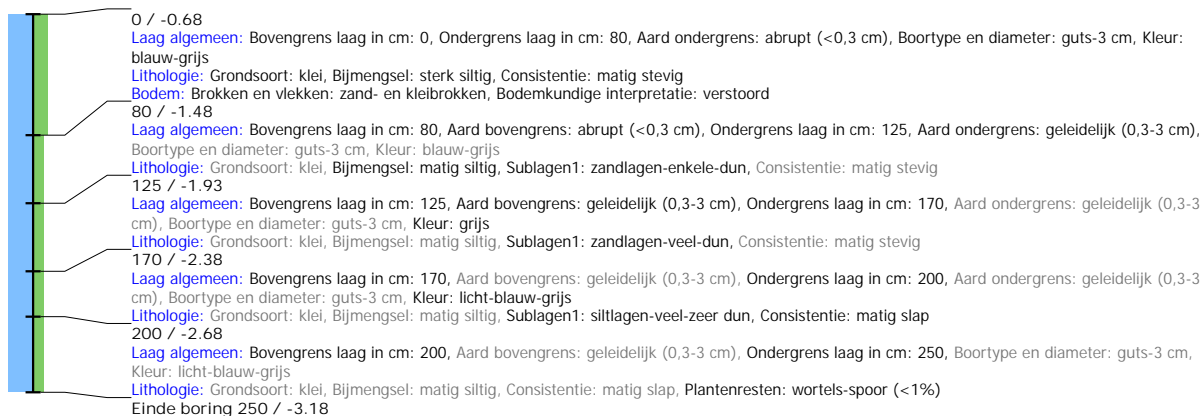 0 / -0.68
Laag algemeen: Bovengrens laag in cm: 0, Ondergrens laag in cm: 80, Aard ondergrens: abrupt (<0,3 cm), Boortype en diameter: guts-3 cm, Kleur:
blauw-grijs
Lithologie: Grondsoort: klei, Bijmengsel: sterk siltig, Consistentie: matig stevig
Bodem: Brokken en vlekken: zand- en kleibrokken, Bodemkundige interpretatie: verstoord
80 / -1.48
Laag algemeen: Bovengrens laag in cm: 80, Aard bovengrens: abrupt (<0,3 cm), Ondergrens laag in cm: 125, Aard ondergrens: geleidelijk (0,3-3 cm),
Boortype en diameter: guts-3 cm, Kleur: blauw-grijs
Lithologie: Grondsoort: klei, Bijmengsel: matig siltig, Sublagen1: zandlagen-enkele-dun, Consistentie: matig stevig
125 / -1.93
Laag algemeen: Bovengrens laag in cm: 125, Aard bovengrens: geleidelijk (0,3-3 cm), Ondergrens laag in cm: 170, Aard ondergrens: geleidelijk (0,3-3
cm), Boortype en diameter: guts-3 cm, Kleur: grijs
Lithologie: Grondsoort: klei, Bijmengsel: matig siltig, Sublagen1: zandlagen-veel-dun, Consistentie: matig stevig
170 / -2.38
Laag algemeen: Bovengrens laag in cm: 170, Aard bovengrens: geleidelijk (0,3-3 cm), Ondergrens laag in cm: 200, Aard ondergrens: geleidelijk (0,3-3
cm), Boortype en diameter: guts-3 cm, Kleur: licht-blauw-grijs
Lithologie: Grondsoort: klei, Bijmengsel: matig siltig, Sublagen1: siltlagen-veel-zeer dun, Consistentie: matig slap
200 / -2.68
Laag algemeen: Bovengrens laag in cm: 200, Aard bovengrens: geleidelijk (0,3-3 cm), Ondergrens laag in cm: 250, Boortype en diameter: guts-3 cm,
Kleur: licht-blauw-grijs
Lithologie: Grondsoort: klei, Bijmengsel: matig siltig, Consistentie: matig slap, Plantenresten: wortels-spoor (<1%)
Einde boring 250 / -3.18